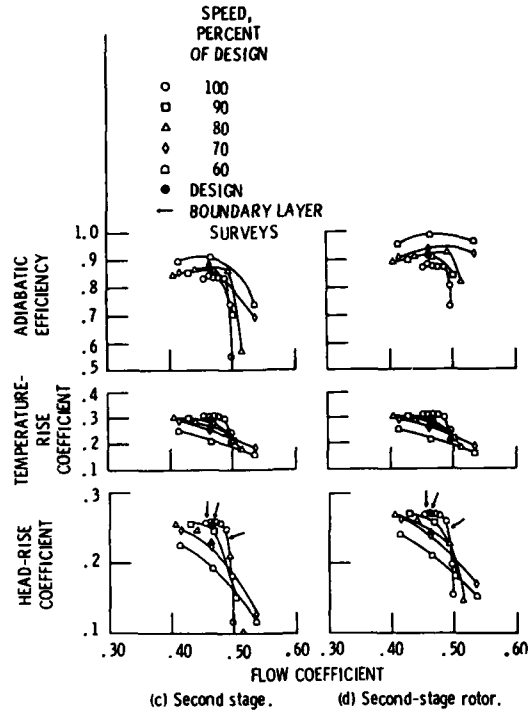 SPEED,
PERCENT
OF DESIGN
100
90
80
70
60
DESIGN
BOUNDARY LAYER
SURVEYS
ADIABATIC
EFFICIENCY
1.0
.9
.8
.7
.6
.5
TEMPERATURE-
RISE
COEFFICIENT
.4
.3
.2
.1
HEAD-RISE
COEFFICIENT
.3
.2
.1
.30 .40 .50 .60 .30 .40 .50 .60
FLOW COEFFICIENT
(c) Second stage. (d) Second-stage rotor.